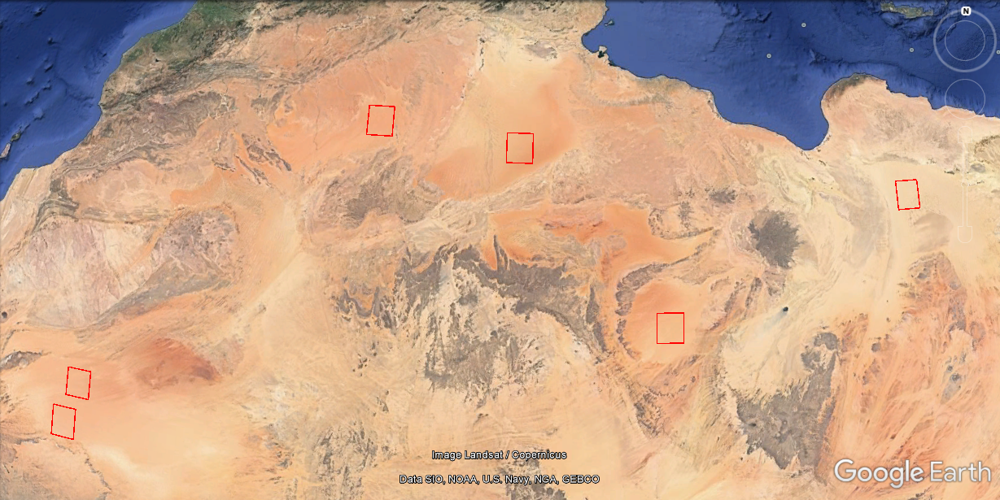 N
Image Landsat / Copernicus
Data SIO, NOAA, U.S. Navy, NGA, GEBCO
Google Earth